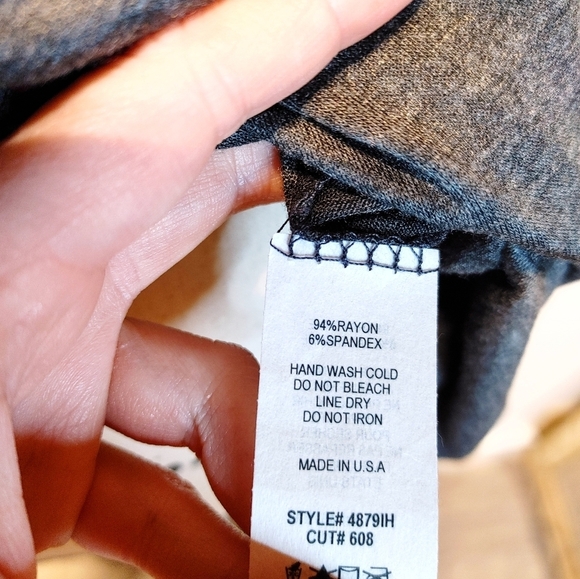 94%RAYON
6%SPANDEX
HAND WASH COLD
DO NOT BLEACH
LINE DRY
DO NOT IRON
MADE IN U.S.A
STYLE# 4879IH
CUT# 608